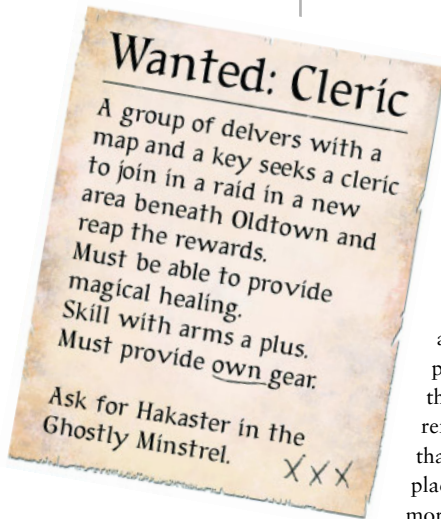 Wanted: Cleric
A group of delvers with a
map and a key seeks a cleric
to join in a raid in a new
area beneath Oldtown and
reap the rewards.
Must be able to provide
magical healing.
Skill with arms a plus.
Must provide own gear.
Ask for Hakaster in the
Ghostly Minstrel.
XXX